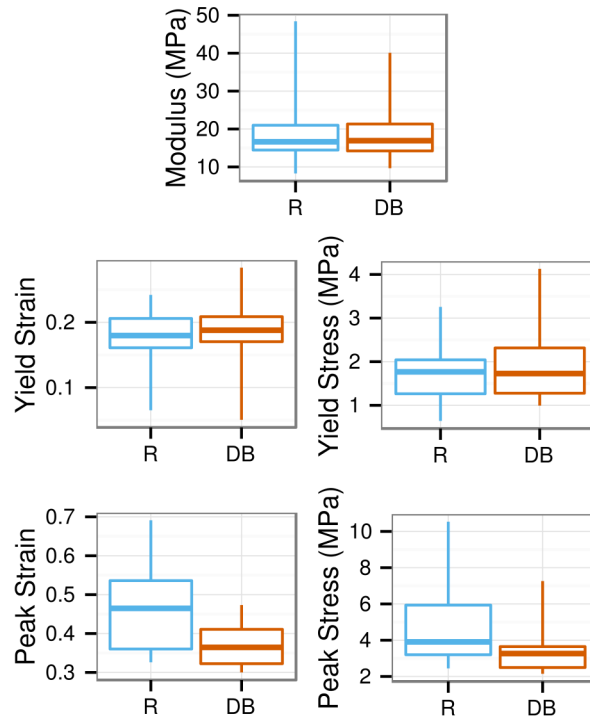 Modulus (MPa)
50
40
30
20
10
R DB
Yield Strain
0.2
0.1
R DB
Yield Stress (MPa)
4
3
2
1
R DB
Peak Strain
0.7
0.6
0.5
0.4
0.3
R DB
Peak Stress (MPa)
10
8
6
4
2
R DB